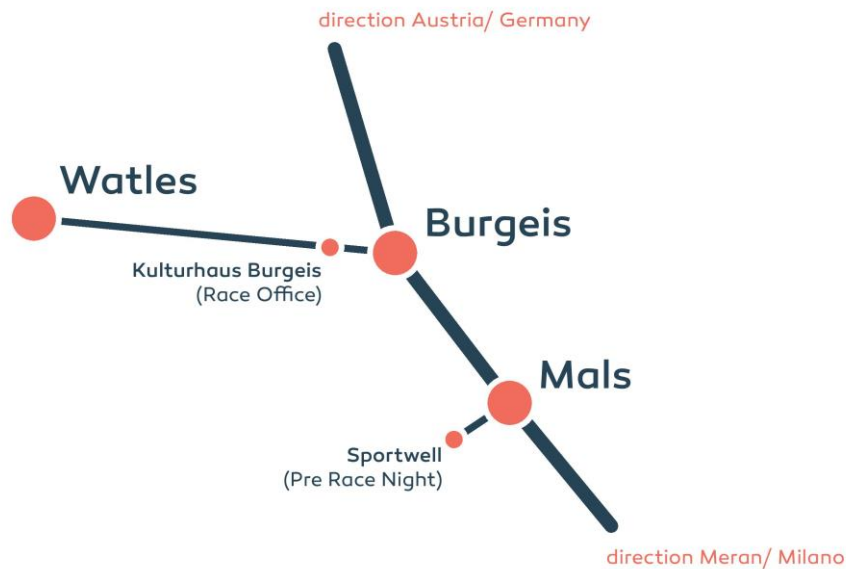 direction Austria/ Germany
Watles
Burgeis
Kulturhaus Burgeis
(Race Office)
Mals
Sportwell
(Pre Race Night)
direction Meran/ Milano